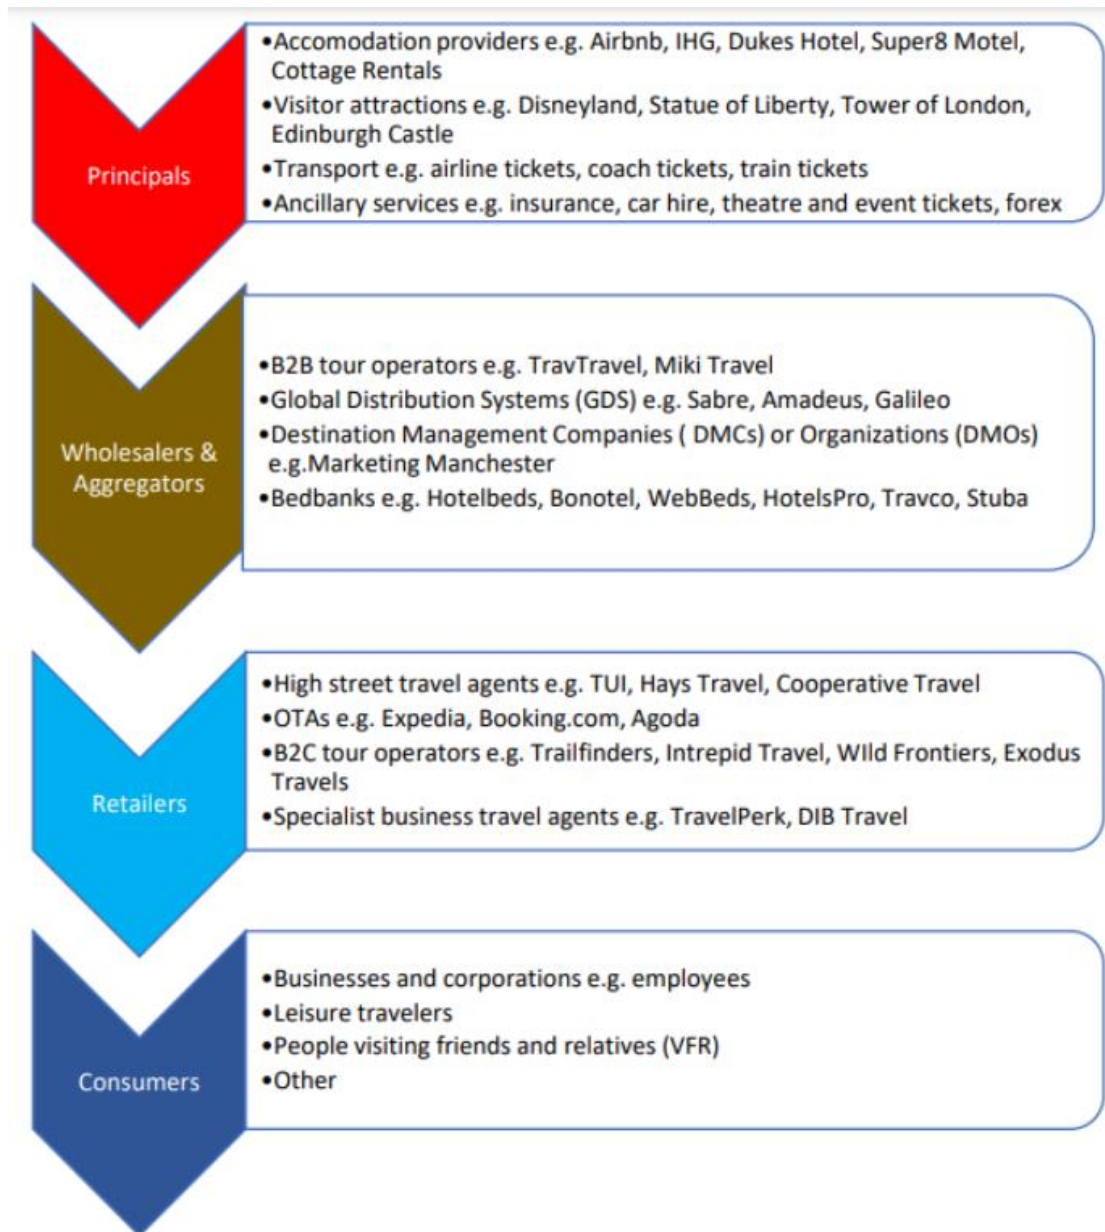 Principals
•Accomodation providers e.g. Airbnb, IHG, Dukes Hotel, Super8 Motel,
Cottage Rentals
•Visitor attractions e.g. Disneyland, Statue of Liberty, Tower of London,
Edinburgh Castle
•Transport e.g. airline tickets, coach tickets, train tickets
•Ancillary services e.g. insurance, car hire, theatre and event tickets, forex
Wholesalers &
Aggregators
•B2B tour operators e.g. TravTravel, Miki Travel
•Global Distribution Systems (GDS) e.g. Sabre, Amadeus, Galileo
•Destination Management Companies ( DMCs) or Organizations (DMOs)
e.g.Marketing Manchester
•Bedbanks e.g. Hotelbeds, Bonotel, WebBeds, HotelsPro, Travco, Stuba
Retailers
•High street travel agents e.g. TUI, Hays Travel, Cooperative Travel
•OTAs e.g. Expedia, Booking.com, Agoda
•B2C tour operators e.g. Trailfinders, Intrepid Travel, WIld Frontiers, Exodus
Travels
•Specialist business travel agents e.g. TravelPerk, DIB Travel
Consumers
•Businesses and corporations e.g. employees
•Leisure travelers
•People visiting friends and relatives (VFR)
•Other